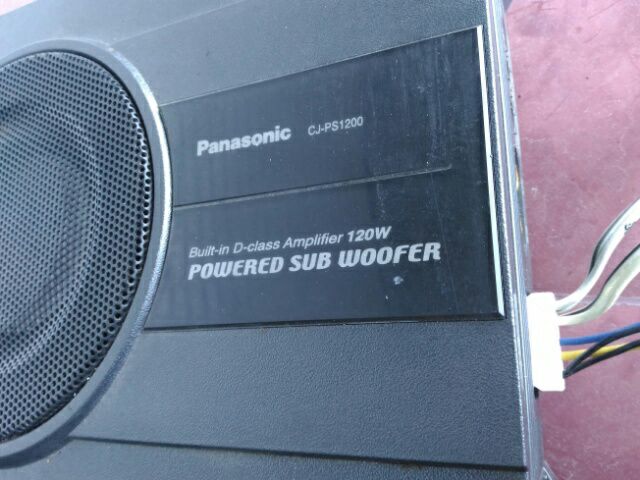 Panasonic CJ-PS1200
Built-in D-class Amplifier 120W
POWERED SUB WOOFER